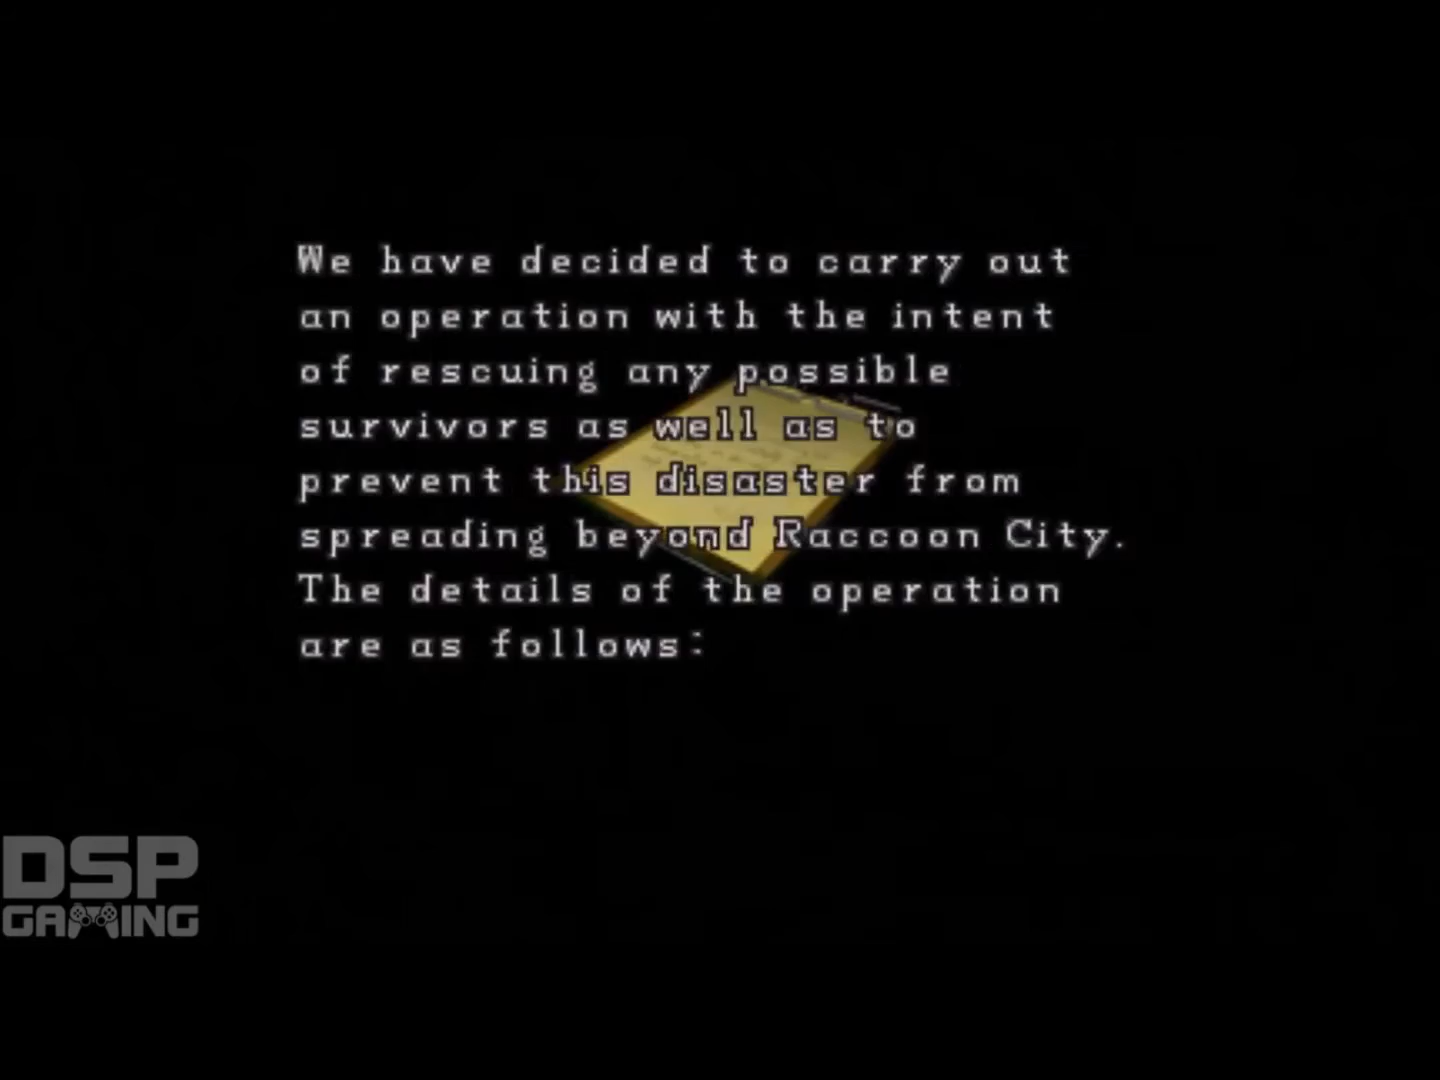 We have decided to carry out
an operation with the intent
of rescuing any possible
survivors as well as to
prevent this disaster from
spreading beyond Raccoon City.
The details of the operation
are as follows:
DSP
GAMING